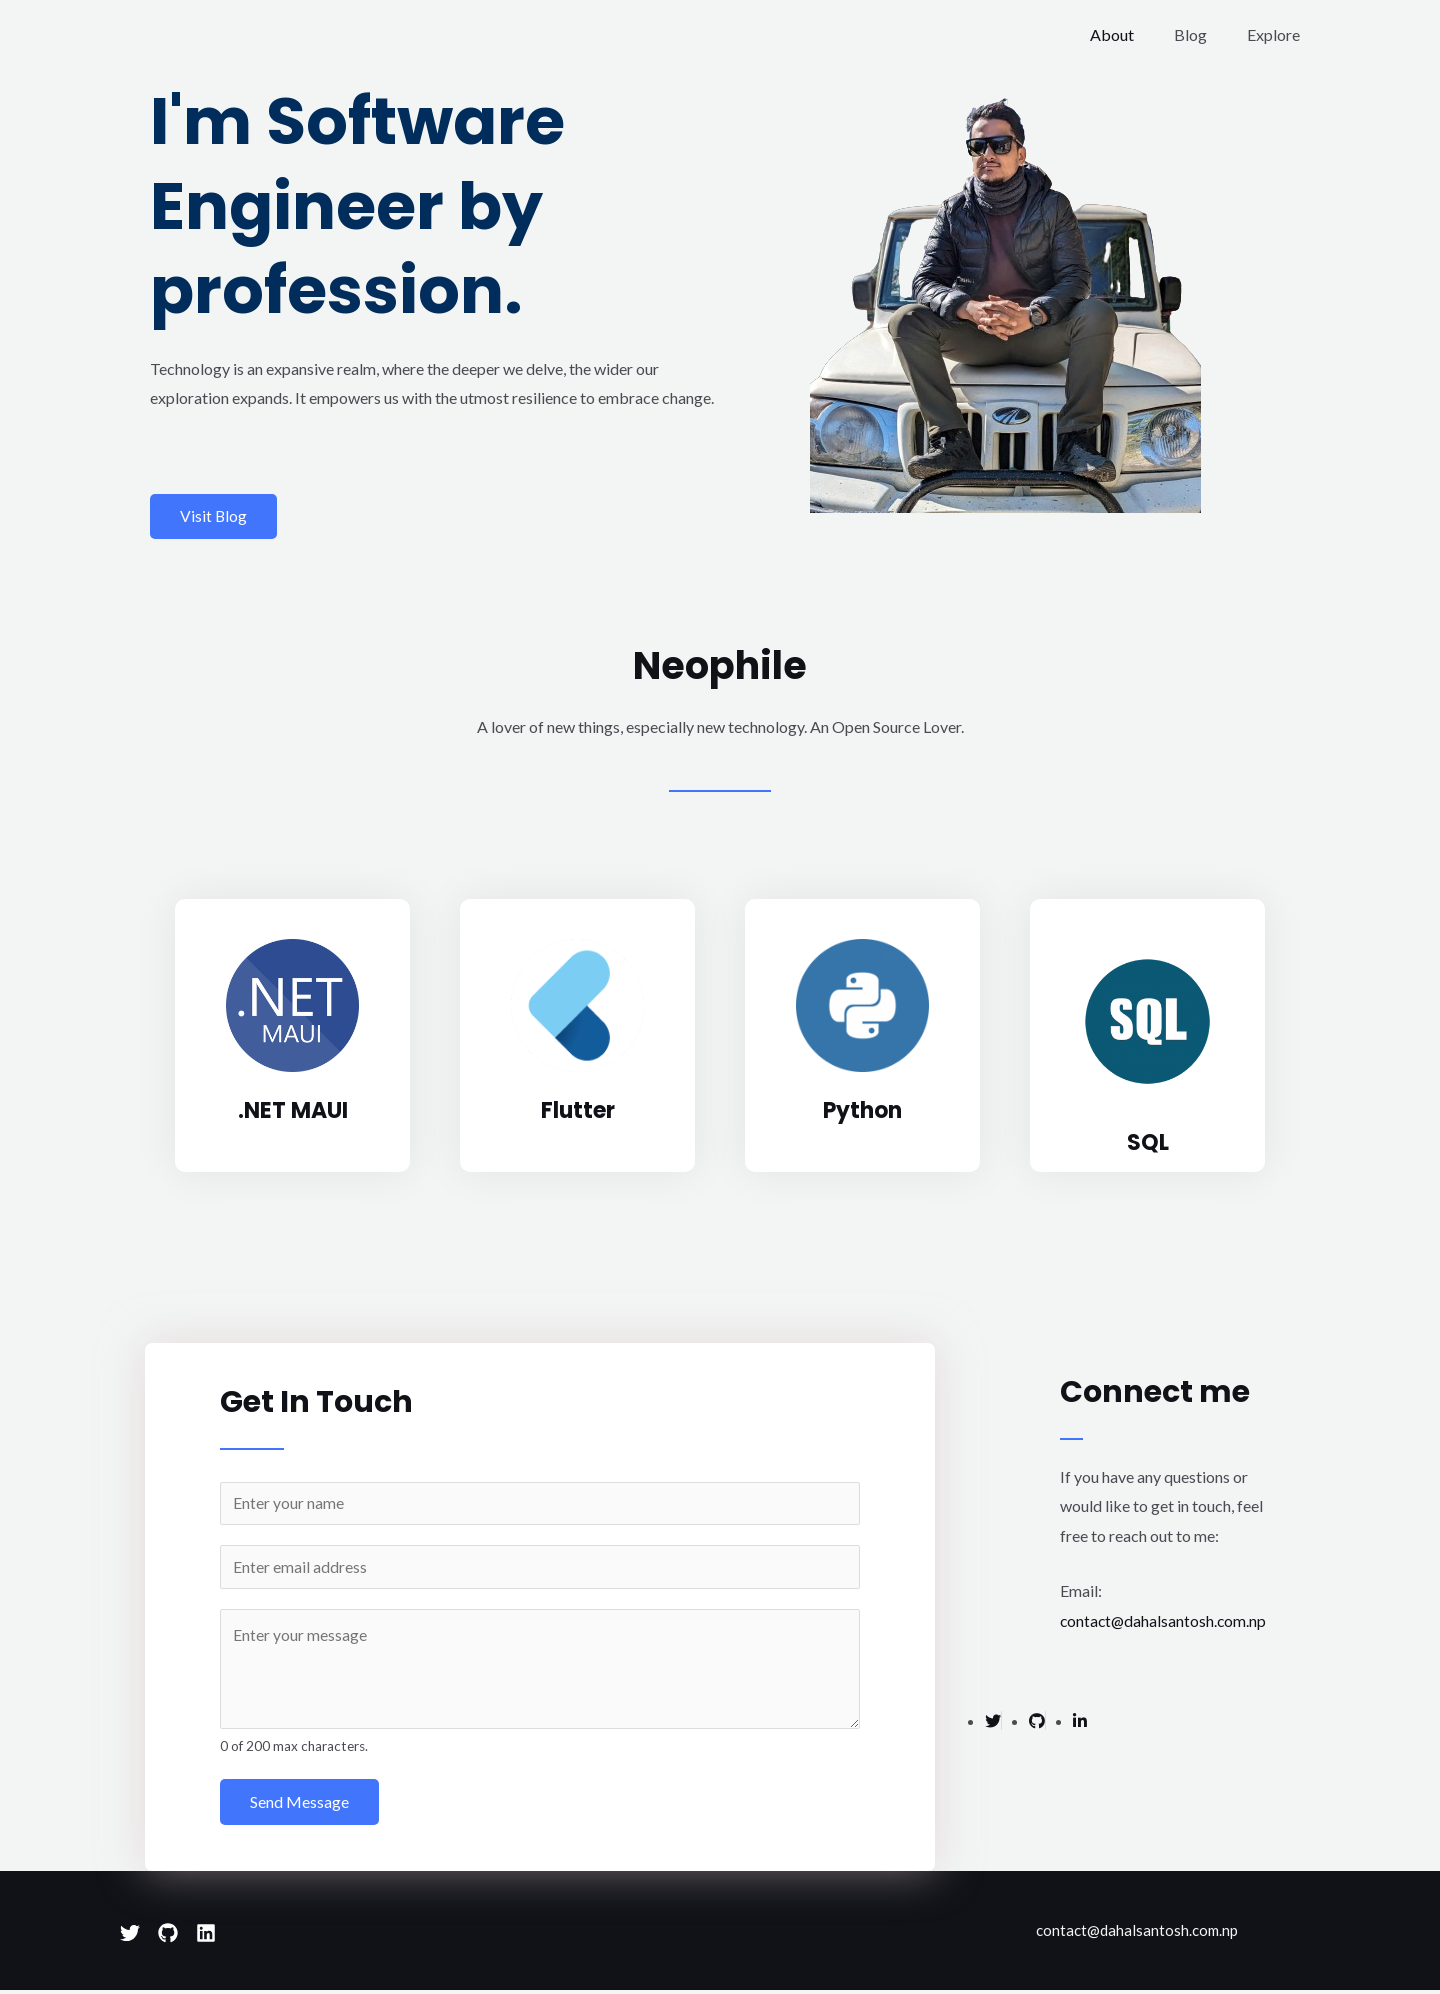 About Blog Explore
I'm Software
Engineer by
profession.
Technology is an expansive realm, where the deeper we delve, the wider our
exploration expands. It empowers us with the utmost resilience to embrace change.
Visit Blog
Neophile
A lover of new things, especially new technology. An Open Source Lover.
.NET
MAUI
.NET MAUI
Flutter
Python
SQL
SQL
Get In Touch
Enter your name
Enter email address
Enter your message
0 of 200 max characters.
Send Message
Connect me
If you have any questions or
would like to get in touch, feel
free to reach out to me:
Email:
contact@dahalsantosh.com.np
contact@dahalsantosh.com.np